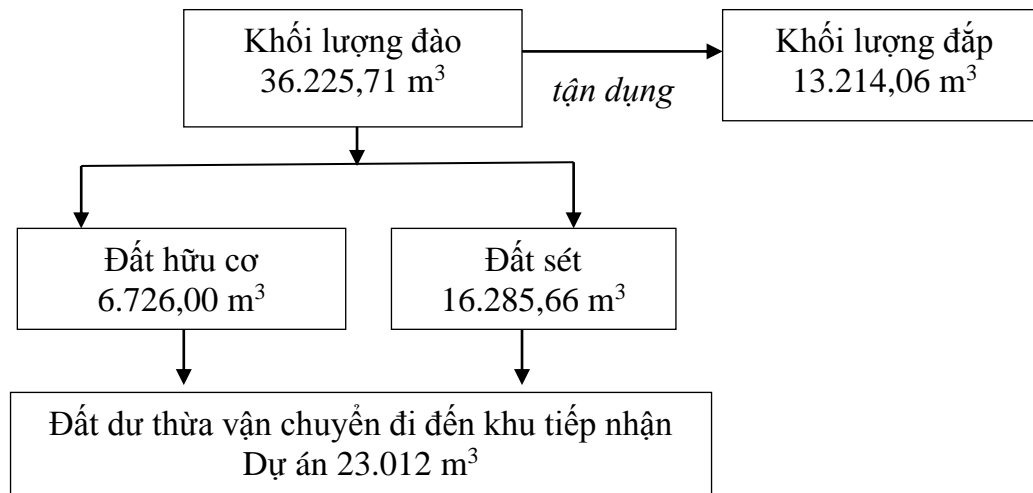 Khối lượng đào
36.225,71 m³
tận dụng
Khối lượng đắp
13.214,06 m³
Đất hữu cơ
6.726,00 m³
Đất sét
16.285,66 m³
Đất dư thừa vận chuyển đi đến khu tiếp nhận
Dự án 23.012 m³